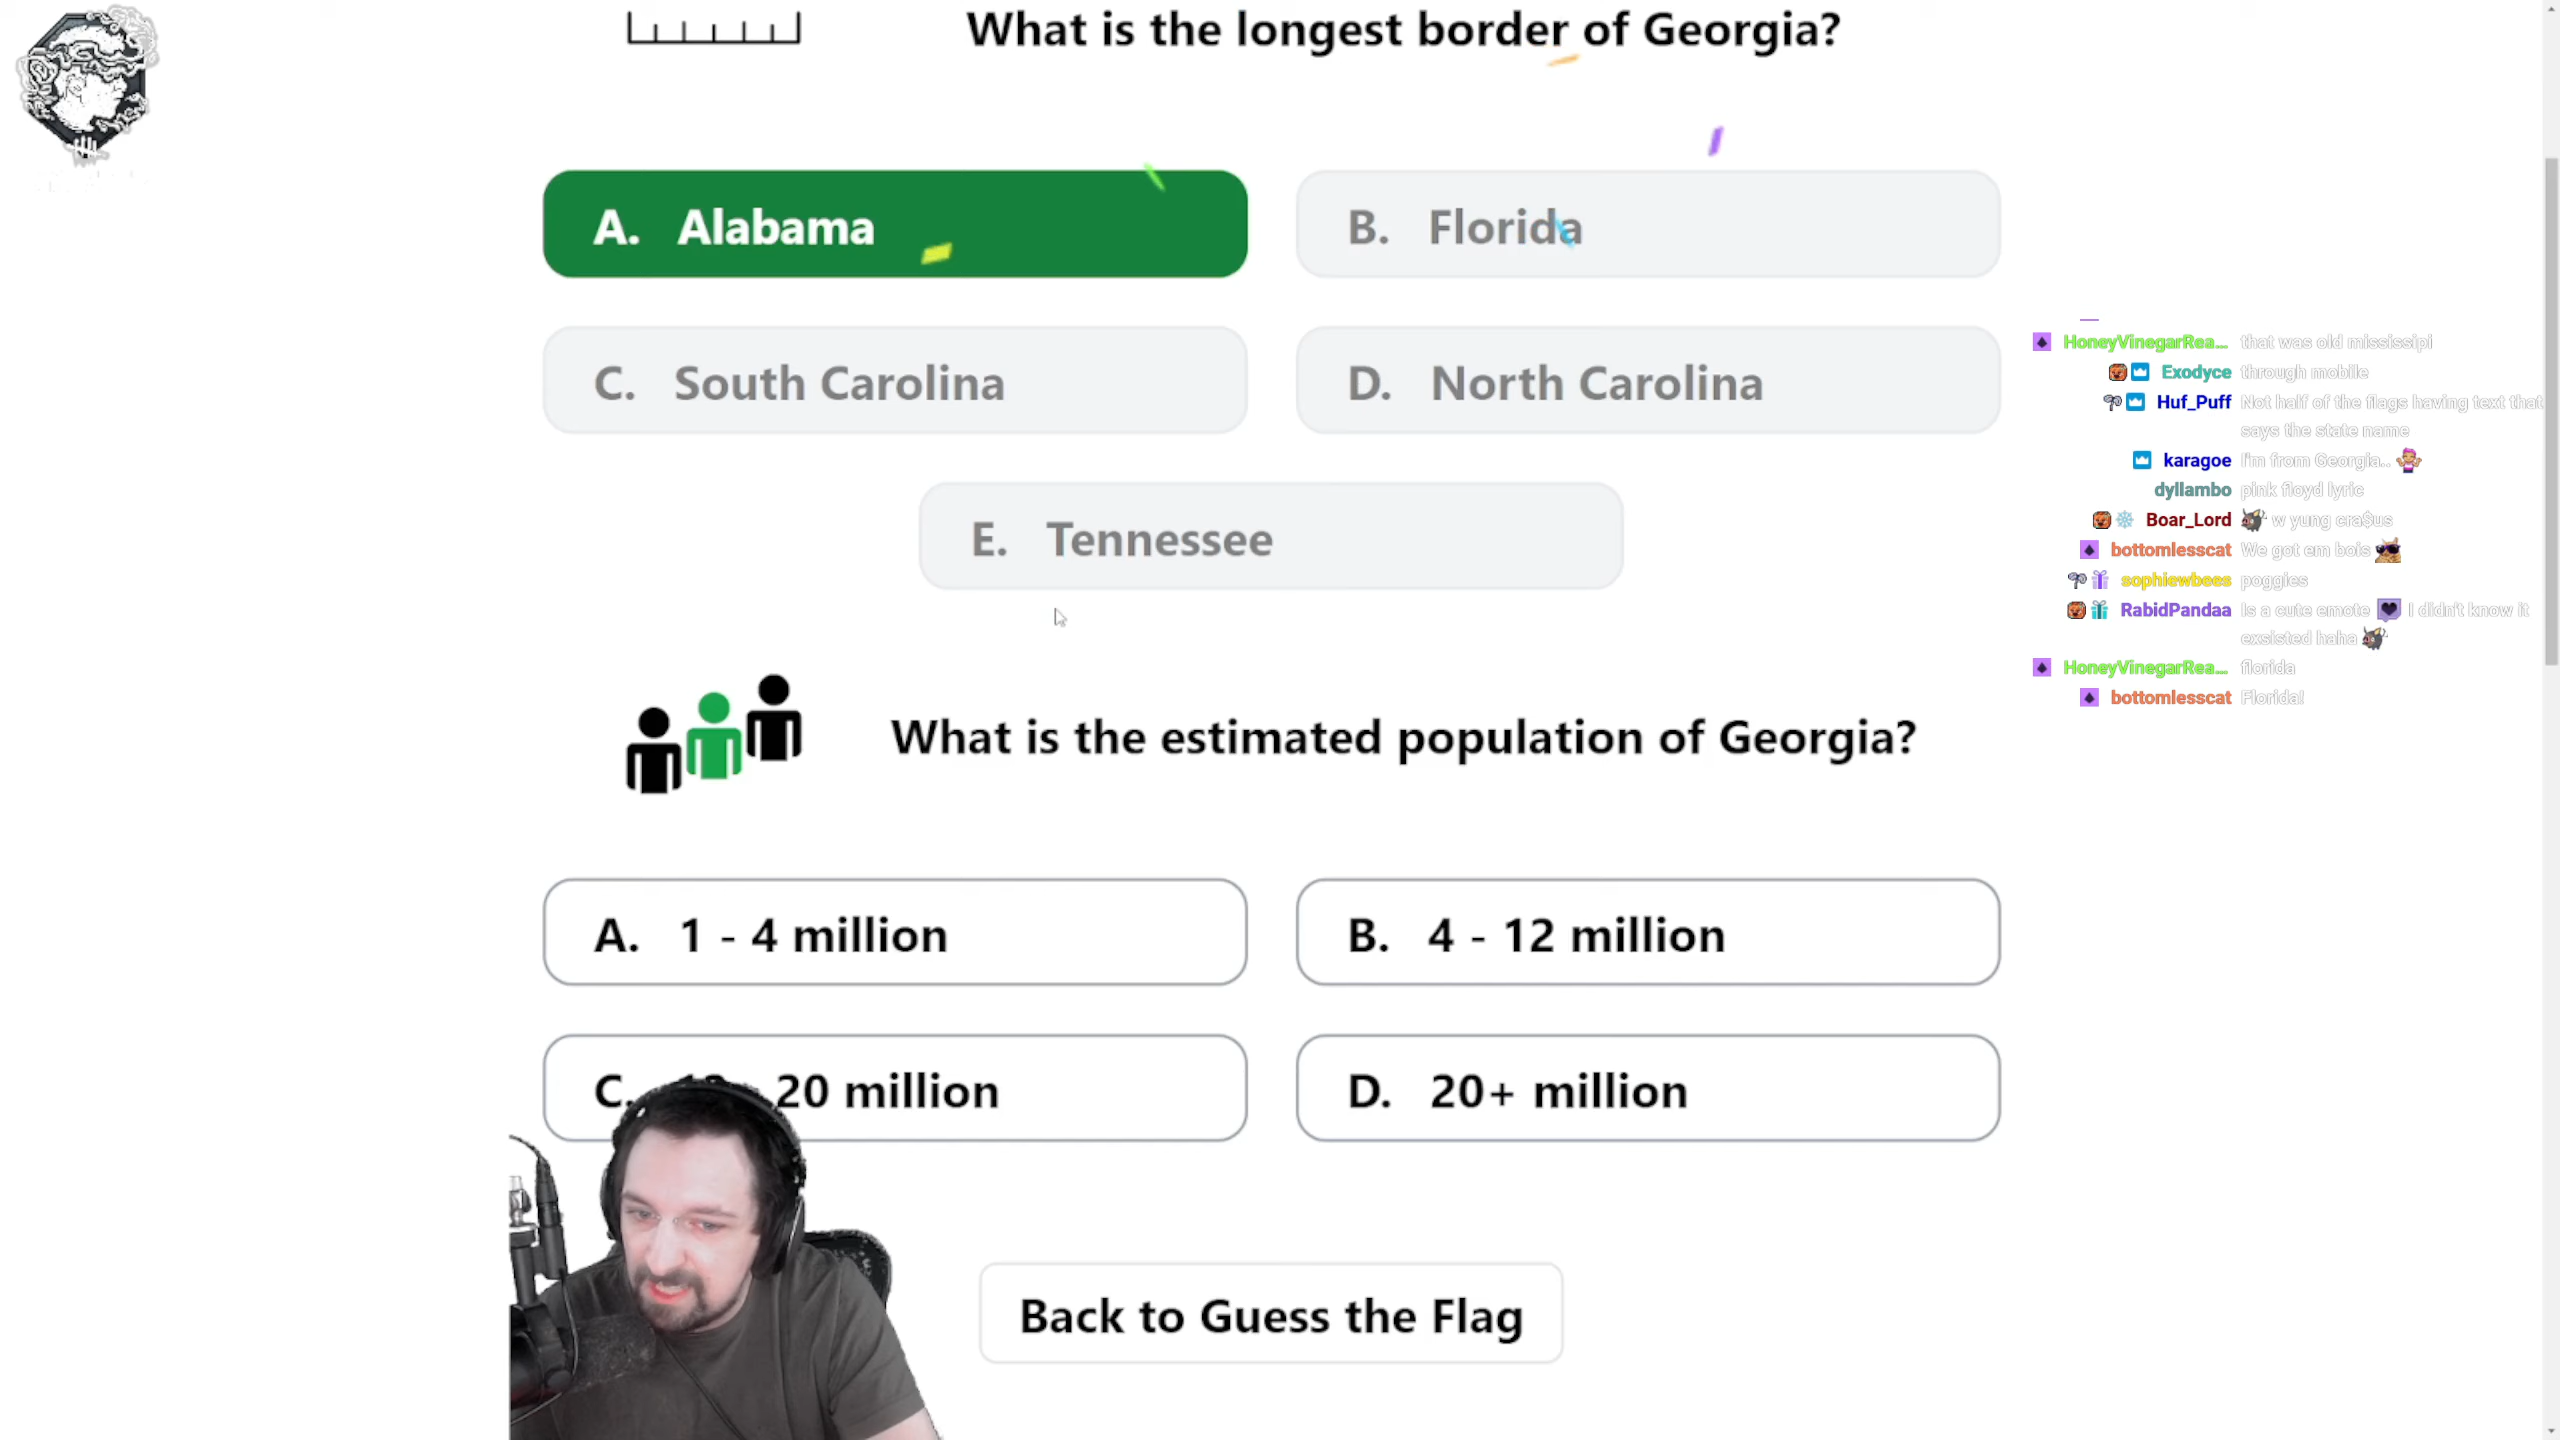 What is the longest border of Georgia?
A. Alabama
B. Florida
C. South Carolina
D. North Carolina
E. Tennessee
What is the estimated population of Georgia?
A. 1 - 4 million
B. 4 - 12 million
C. 20 million
D. 20+ million
Back to Guess the Flag
HoneyVinegarRea... that was old mississipi
Exodyce through mobile
Huf_Puff Not half of the flags having text that
says the state name
karagoe I'm from Georgia..
dyllambo pink floyd lyric
Boar_Lord w yung cra$us
bottomlesscat We got em bois
sophiewbees poggies
RabidPandaa Is a cute emote I didn't know it
exsisted haha
HoneyVinegarRea... florida
bottomlesscat Florida!